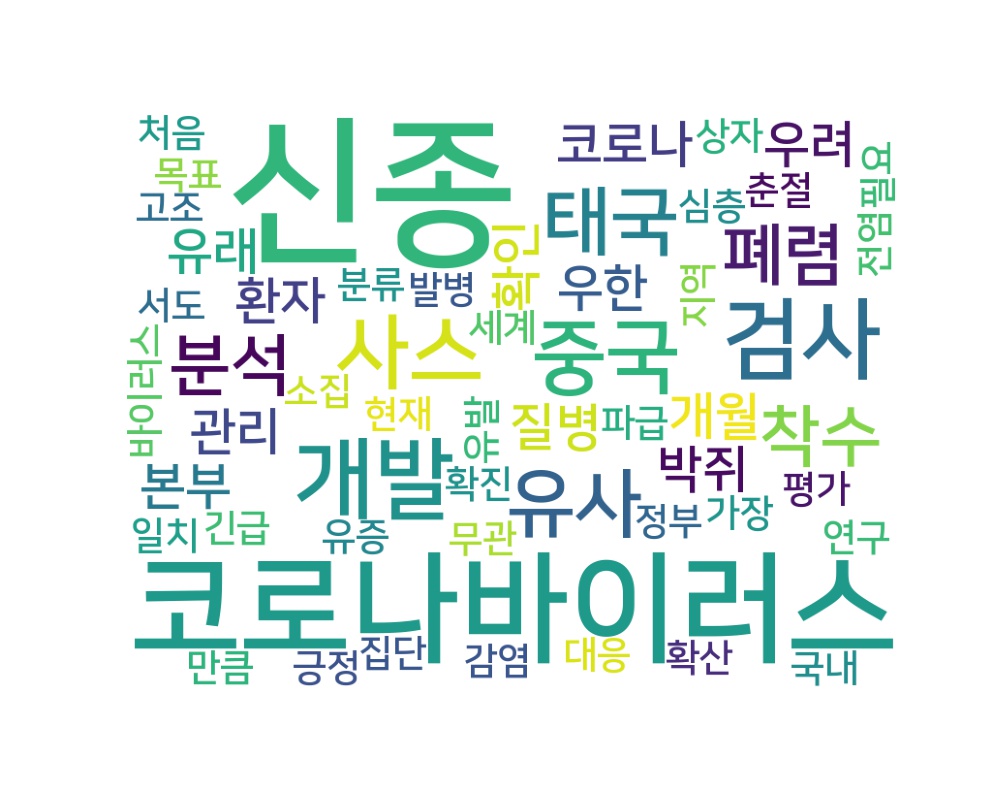 처음
신종
코로나
상자
우려
목표
고조
유래
태국
심층
춘절
전염
필요
폐렴
확인
서도
환자
분류
발병
우한
지역
바이러스
분석
사스
세계
중국
검사
소집
현재
유발
질병
파급
개월
착수
관리
본부
개발
확진
유사
박쥐
평가
일치
긴급
유증
무관
정부
가장
연구
코로나바이러스
만큼
긍정
집단
감염
대응
확산
국내